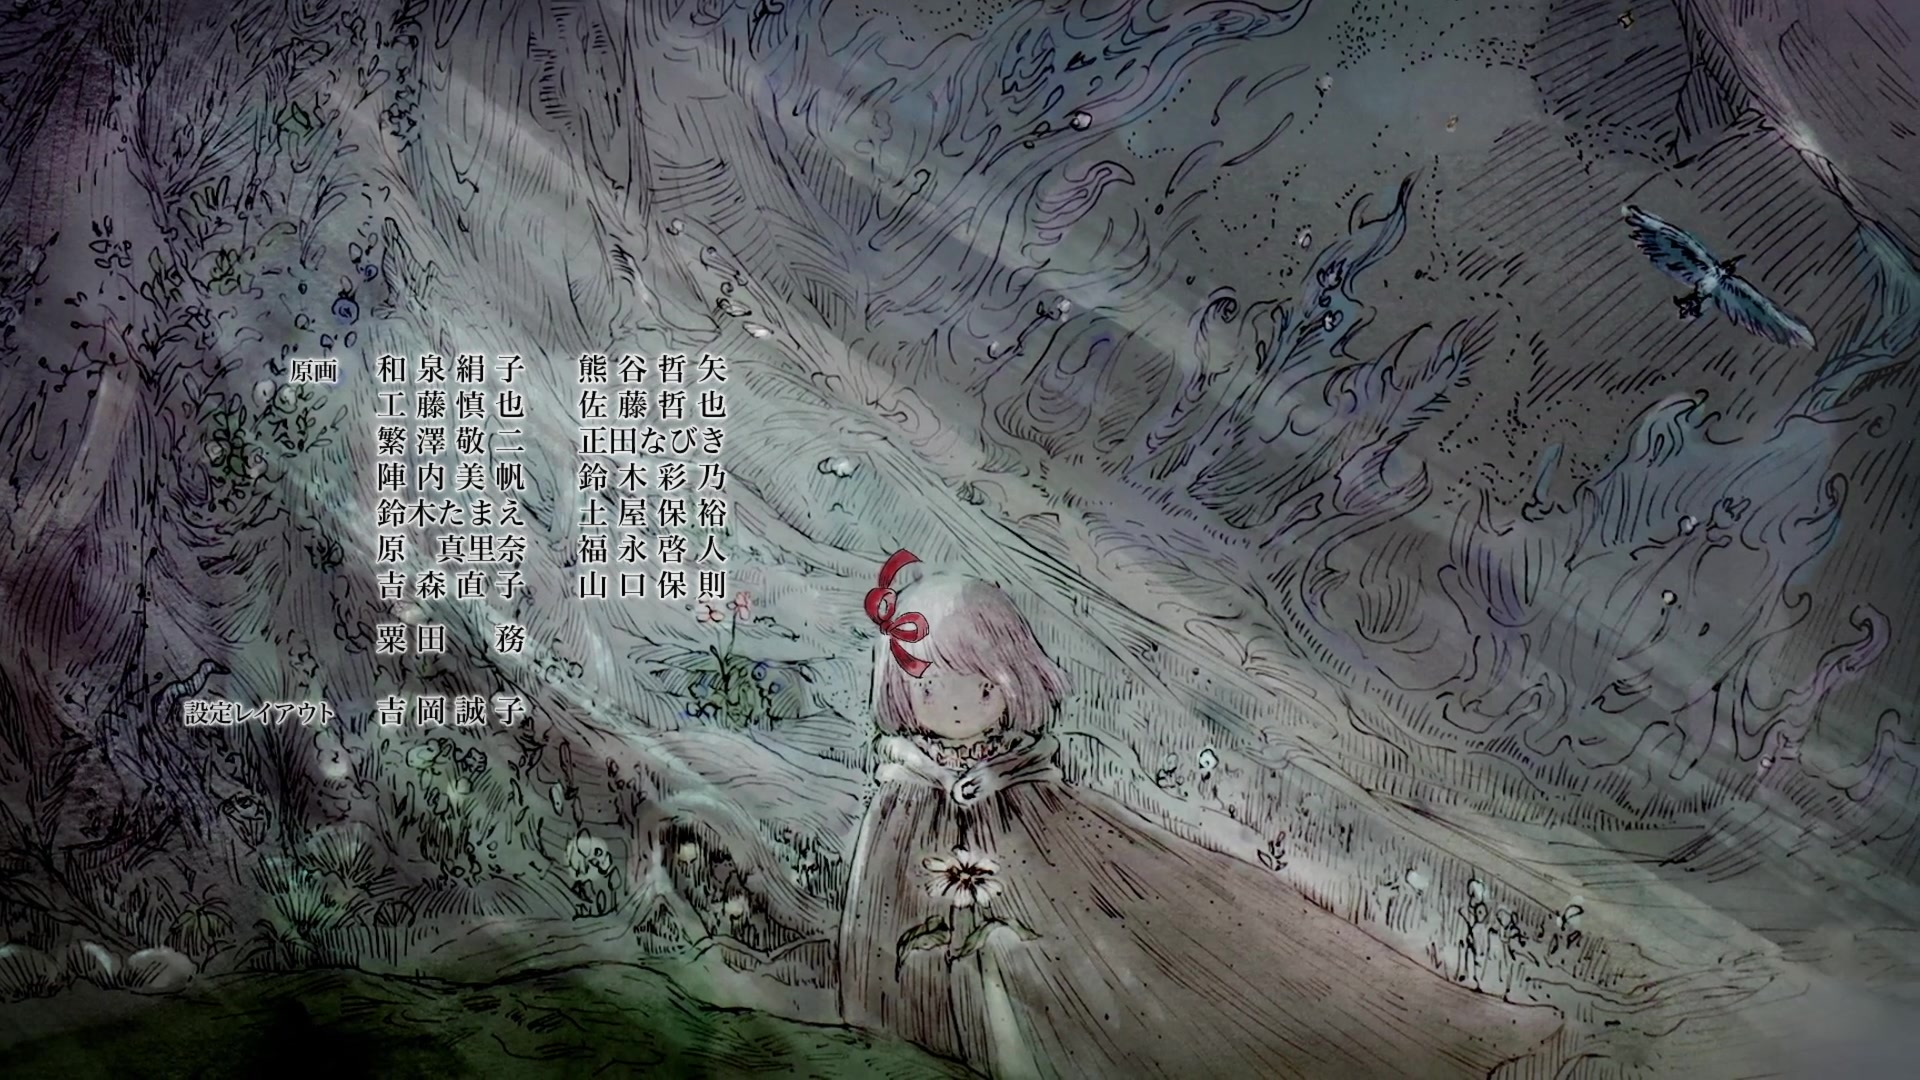 原画 和泉絹子 熊谷哲矢
工藤慎也 佐藤哲也
繁澤敬二 正田なびき
陣内美帆 鈴木彩乃
鈴木たまえ 土屋保裕
原 真里奈 福永啓人
吉森直子 山口保則
粟田 務
設定レイアウト 吉岡誠子